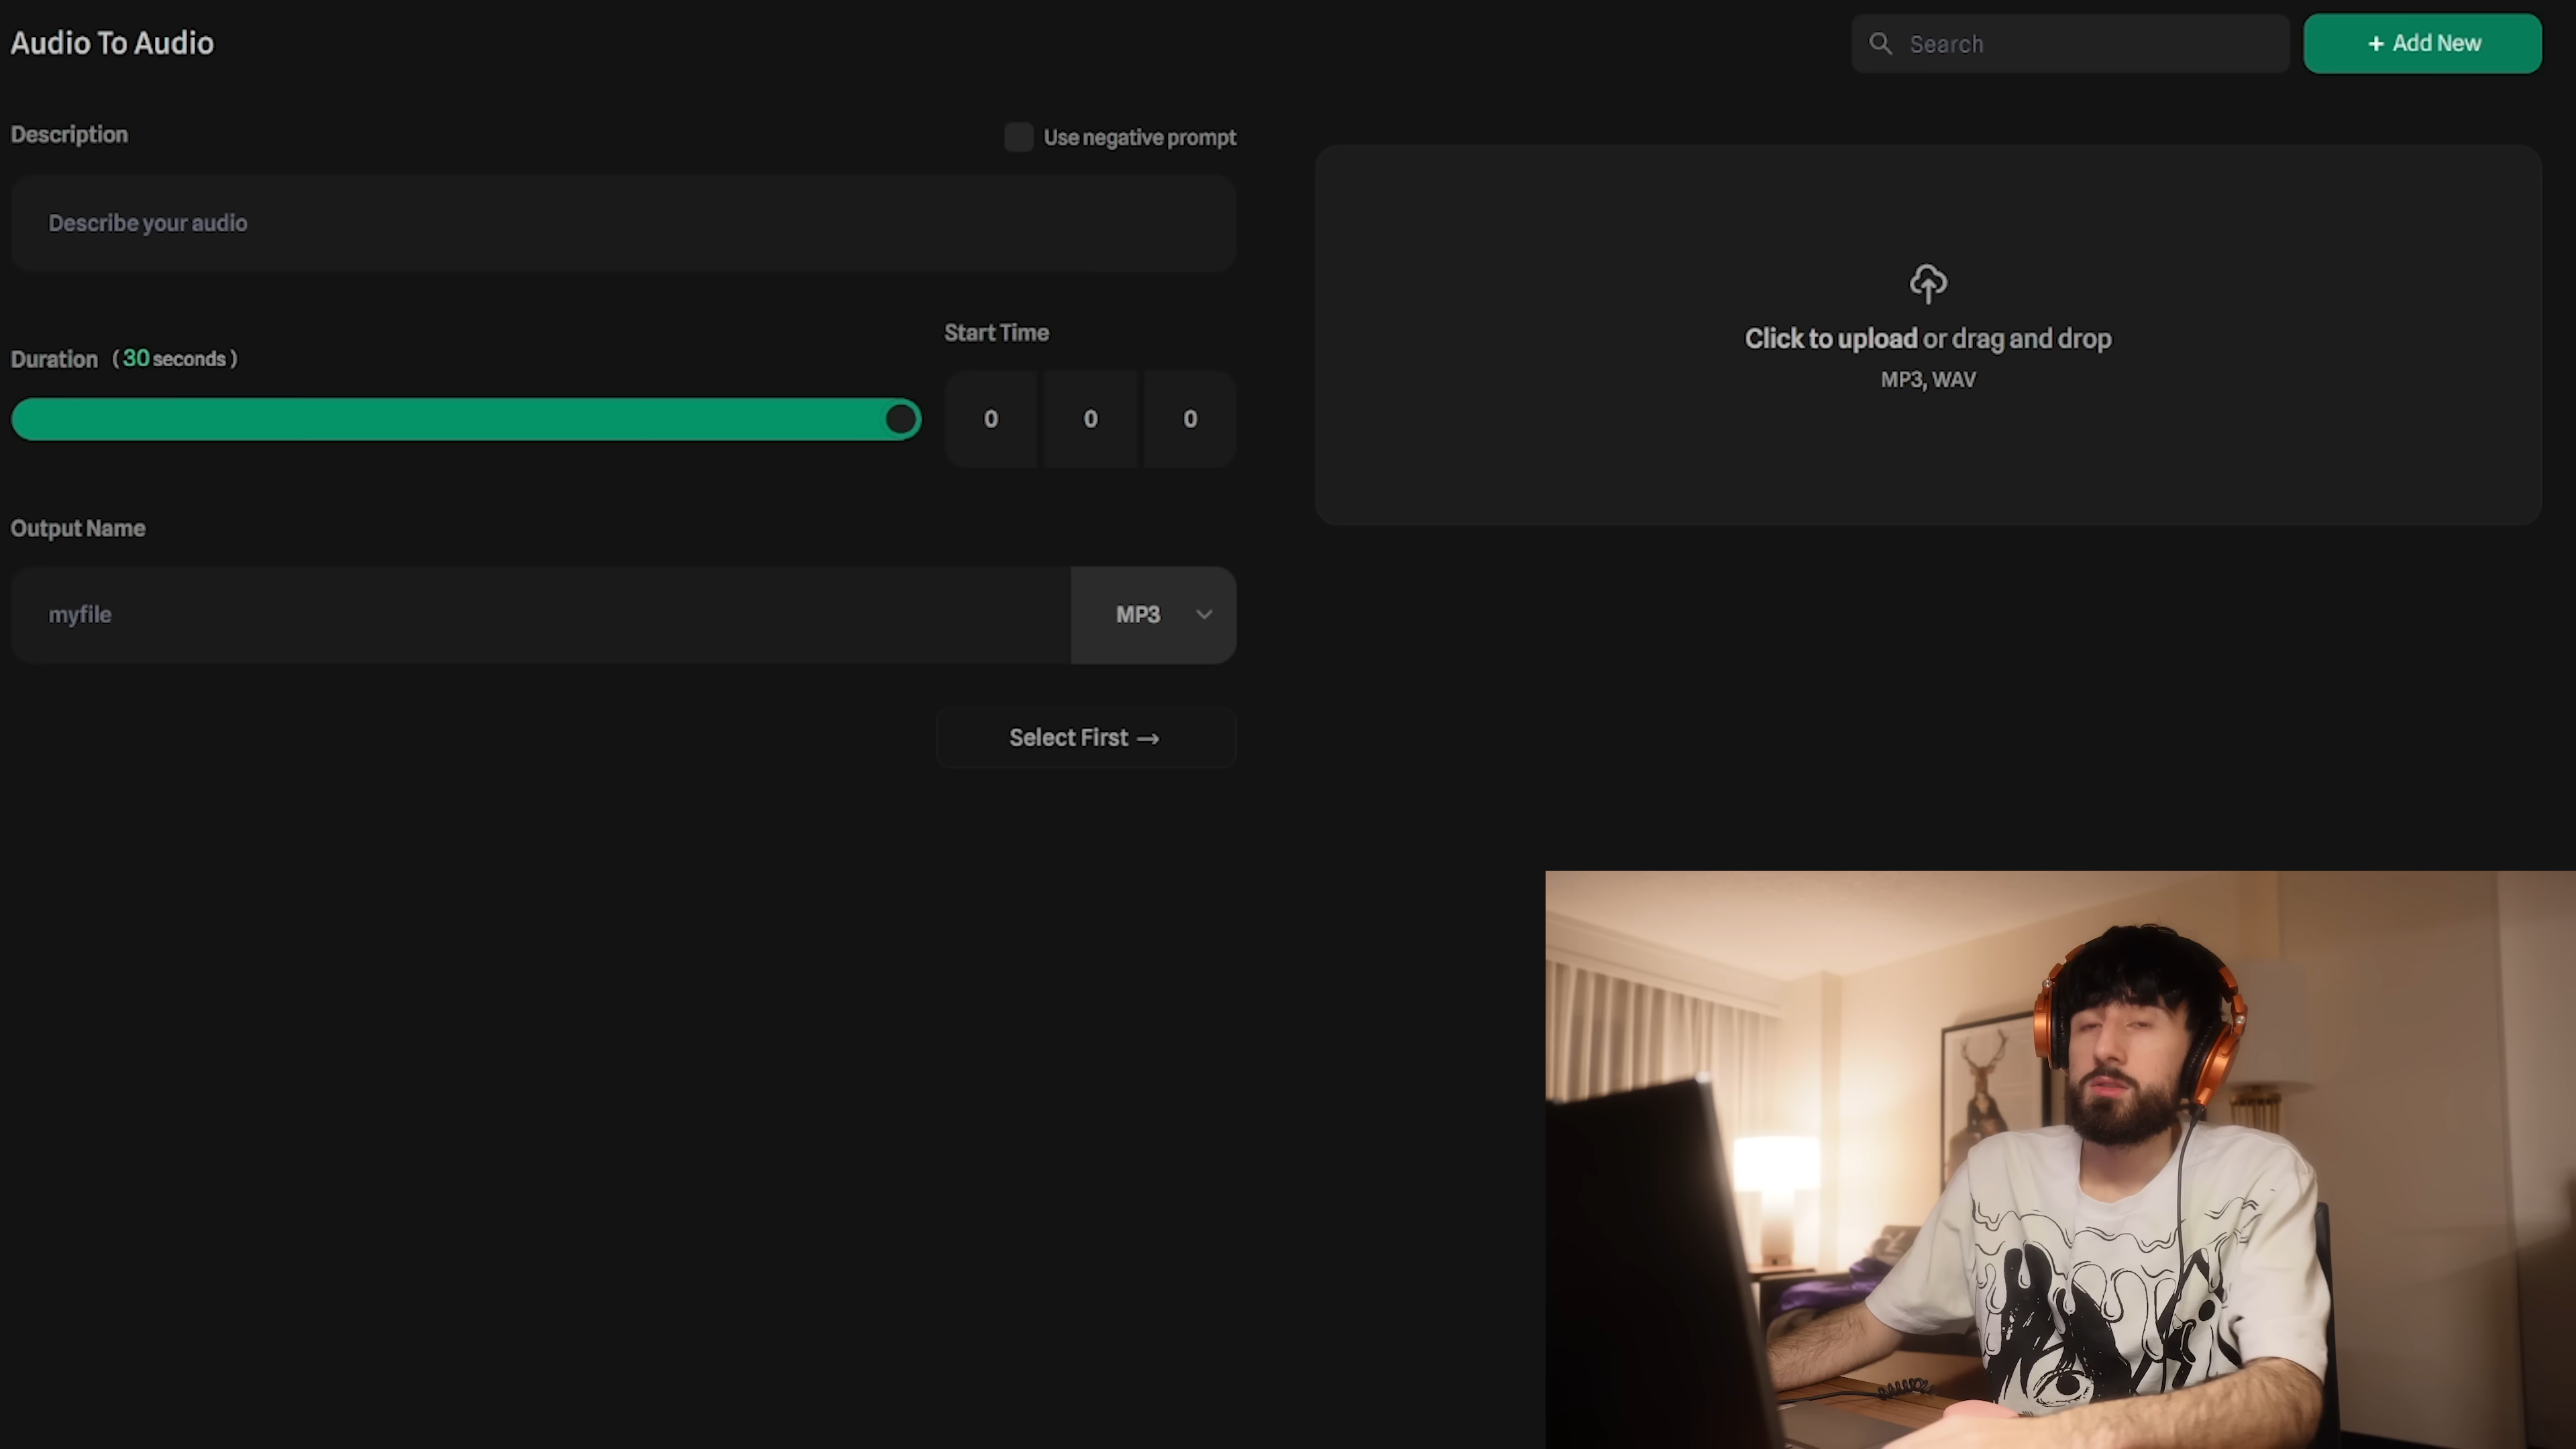 Audio To Audio
Search
+ Add New
Description
Use negative prompt
Describe your audio
Click to upload or drag and drop
MP3, WAV
Start Time
Duration ( 30 seconds )
0 0 0
Output Name
myfile
MP3
Select First →